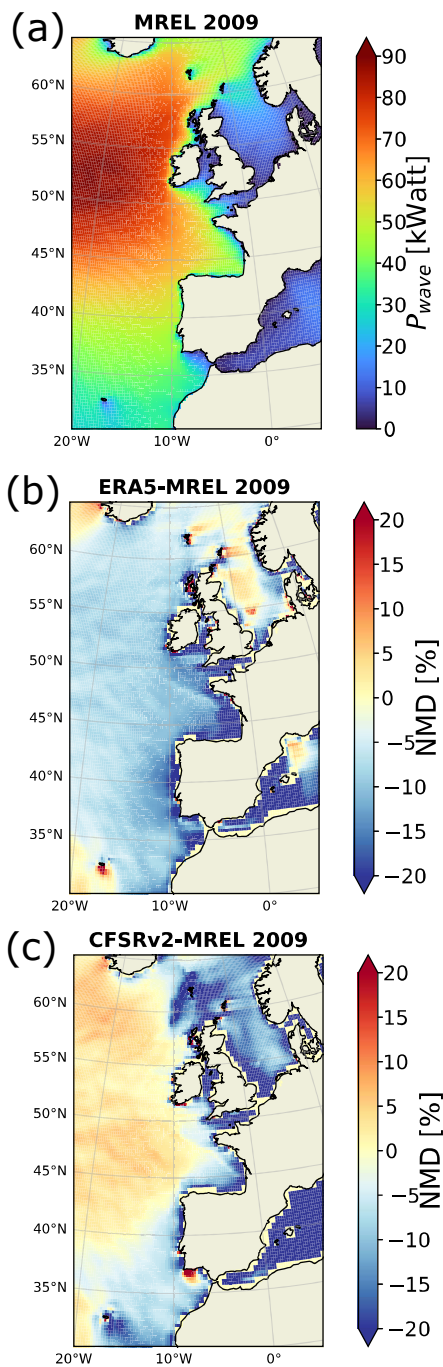 (a)
MREL 2009
60°N
55°N
50°N
45°N
40°N
35°N
20°W 10°W 0°
90
80
70
60
50
40
30
20
10
0
P_wave [kWatt]
(b)
ERA5-MREL 2009
60°N
55°N
50°N
45°N
40°N
35°N
20°W 10°W 0°
20
15
10
5
0
−5
−10
−15
−20
NMD [%]
(c)
CFSRv2-MREL 2009
60°N
55°N
50°N
45°N
40°N
35°N
20°W 10°W 0°
20
15
10
5
0
−5
−10
−15
−20
NMD [%]